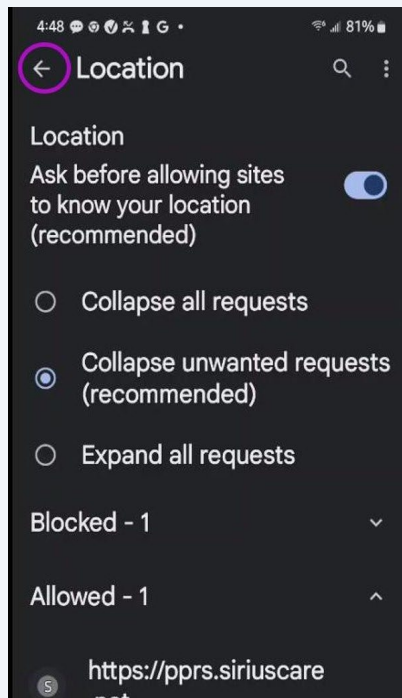 4:48 G 81%
Location
Location
Ask before allowing sites
to know your location
(recommended)
Collapse all requests
Collapse unwanted requests
(recommended)
Expand all requests
Blocked - 1
Allowed - 1
S
https://pprs.siriuscare